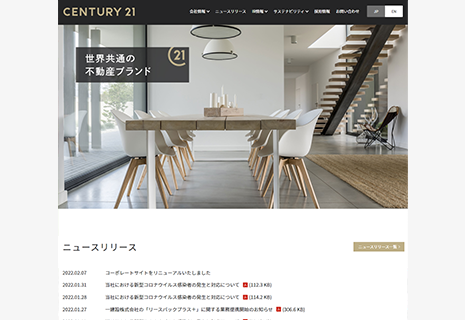 CENTURY 21
会社情報 ニュースリリース IR情報 サステナビリティ 採用情報 お問い合わせ JP EN
世界共通の
不動産ブランド
21
ニュースリリース
ニュースリリース一覧
2022.02.07 コーポレートサイトをリニューアルいたしました
2022.01.31 当社における新型コロナウイルス感染者の発生と対応について (112.3 KB)
2022.01.28 当社における新型コロナウイルス感染者の発生と対応について (114.2 KB)
2022.01.27 一建設株式会社の「リースバックプラス+」に関する業務提携開始のお知らせ (306.6 KB)